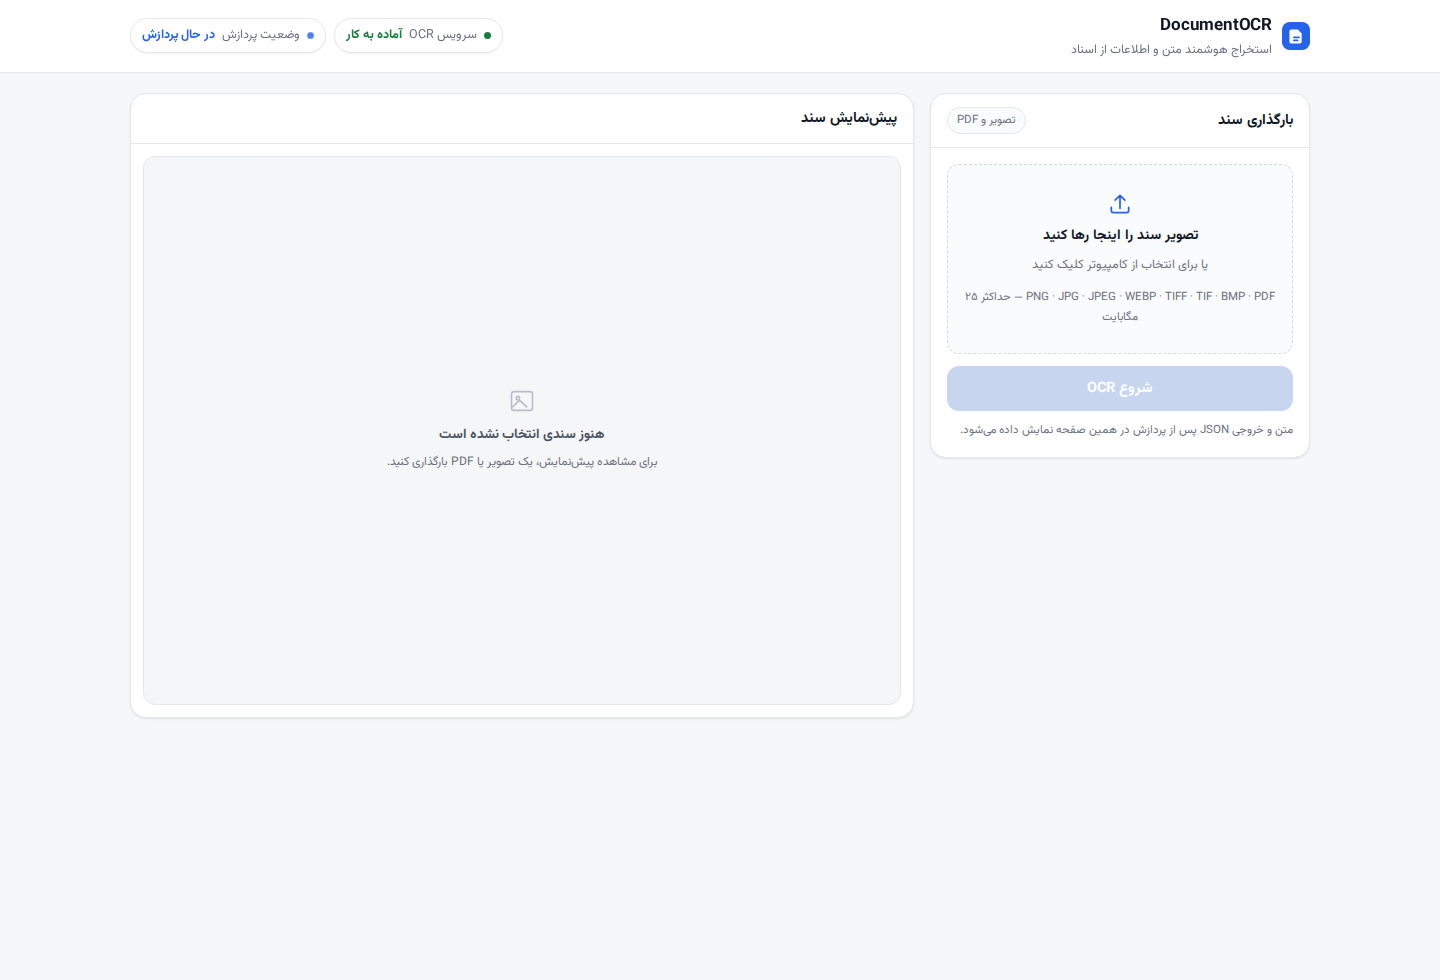 DocumentOCR
استخراج هوشمند متن و اطلاعات از اسناد
سرویس OCR آماده به کار
وضعیت پردازش در حال پردازش
بارگذاری سند
تصویر و PDF
تصویر سند را اینجا رها کنید
یا برای انتخاب از کامپیوتر کلیک کنید
PNG · JPG · JPEG · WEBP · TIFF · TIF · BMP · PDF — حداکثر ۲۵
مگابایت
شروع OCR
متن و خروجی JSON پس از پردازش در همین صفحه نمایش داده می‌شود.
پیش‌نمایش سند
هنوز سندی انتخاب نشده است
برای مشاهده پیش‌نمایش، یک تصویر یا PDF بارگذاری کنید.